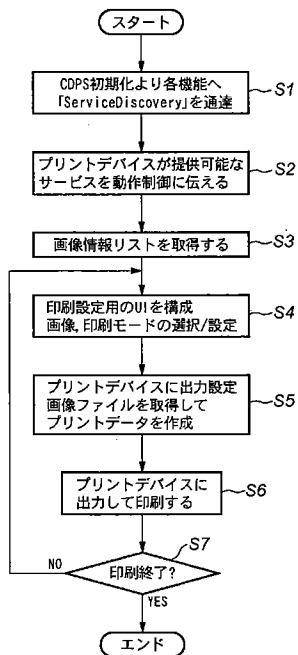 スタート
CDPS初期化より各機能へ
「ServiceDiscovery」を通達
S1
プリントデバイスが提供可能な
サービスを動作制御に伝える
S2
画像情報リストを取得する
S3
印刷設定用のUIを構成
画像,印刷モードの選択/設定
S4
プリントデバイスに出力設定
画像ファイルを取得して
プリントデータを作成
S5
プリントデバイスに
出力して印刷する
S6
S7
NO
印刷終了?
YES
エンド